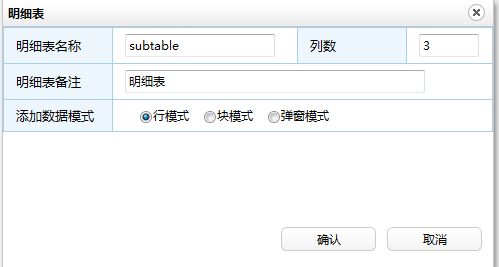 明细表
明细表名称 subtable 列数 3
明细表备注 明细表
添加数据模式 行模式 块模式 弹窗模式
确认 取消